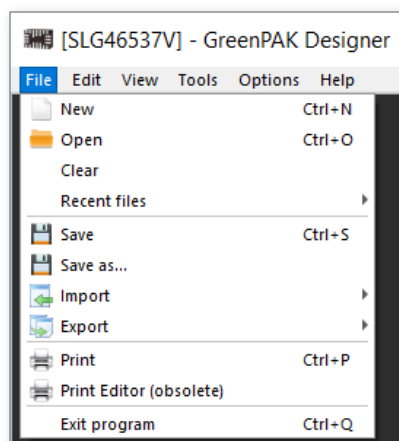 [SLG46537V] - GreenPAK Designer
File Edit View Tools Options Help
New Ctrl+N
Open Ctrl+O
Clear
Recent files
Save Ctrl+S
Save as...
Import
Export
Print Ctrl+P
Print Editor (obsolete)
Exit program Ctrl+Q